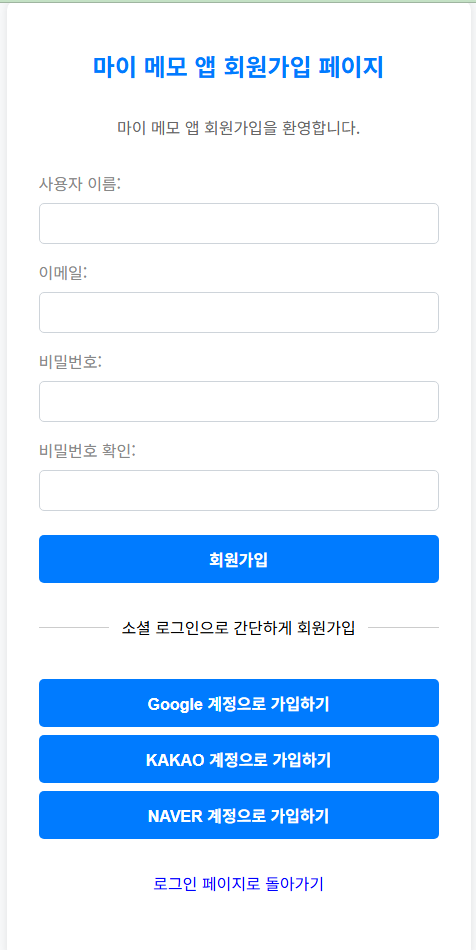 마이 메모 앱 회원가입 페이지
마이 메모 앱 회원가입을 환영합니다.
사용자 이름:
이메일:
비밀번호:
비밀번호 확인:
회원가입
소셜 로그인으로 간단하게 회원가입
Google 계정으로 가입하기
KAKAO 계정으로 가입하기
NAVER 계정으로 가입하기
로그인 페이지로 돌아가기